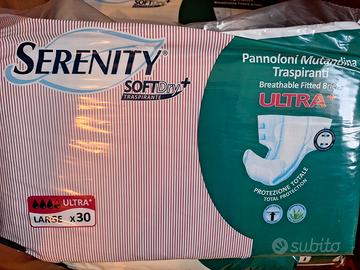 SERENITY
SOFTDry+
TRASPIRANTE
Pannoloni Mutandina
Traspiranti
Breathable Fitted Briefs
ULTRA+
PROTEZIONE TOTALE
TOTAL PROTECTION
ULTRA+
LARGE x30
subito